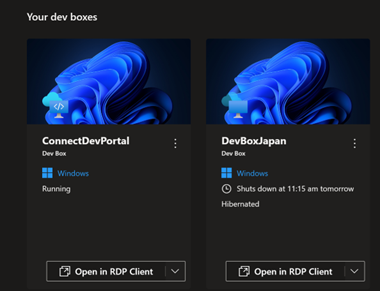 Your dev boxes
ConnectDevPortal
Dev Box
Windows
Running
Open in RDP Client
DevBoxJapan
Dev Box
Windows
Shuts down at 11:15 am tomorrow
Hibernated
Open in RDP Client